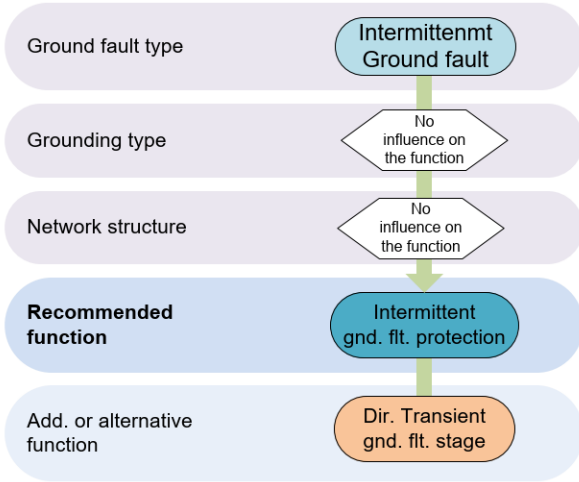 Ground fault type
Intermittenmt
Ground fault
Grounding type
No
influence on
the function
Network structure
No
influence on
the function
Recommended
function
Intermittent
gnd. flt. protection
Add. or alternative
function
Dir. Transient
gnd. flt. stage